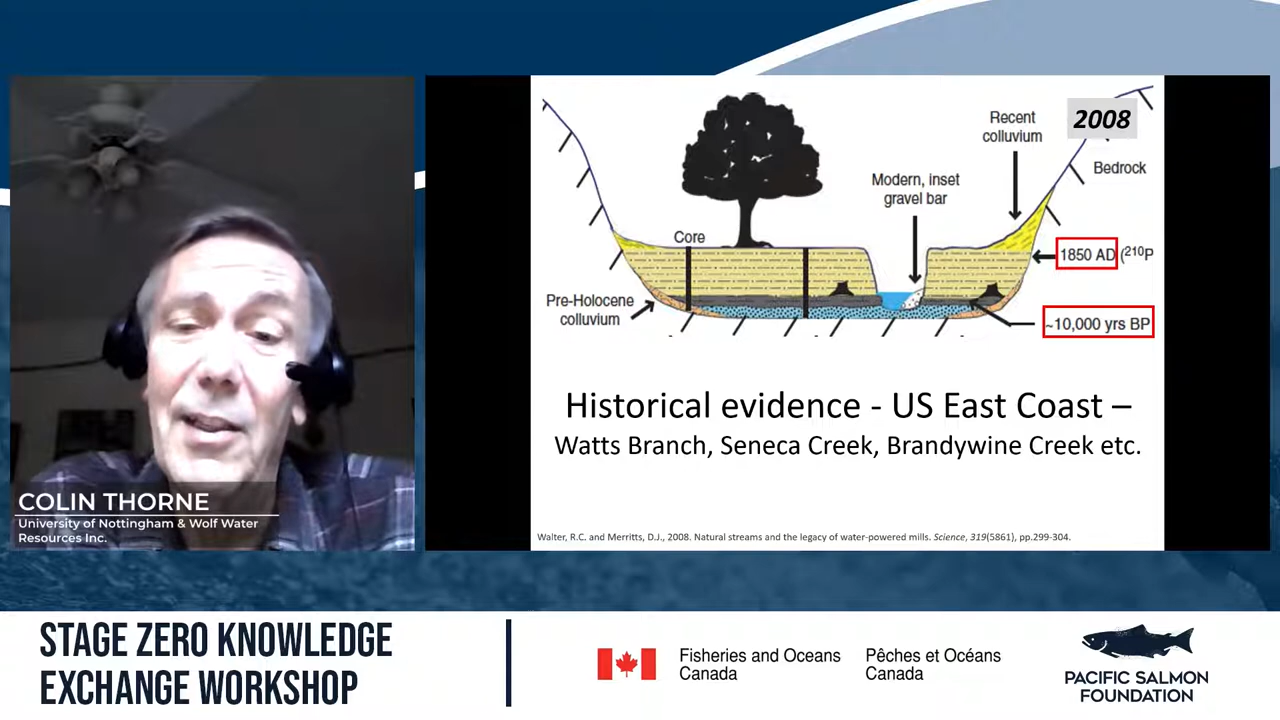 2008
Recent
colluvium
Bedrock
Modern, inset
gravel bar
Core
1850 AD (²¹⁰P
Pre-Holocene
colluvium
~10,000 yrs BP
Historical evidence - US East Coast –
Watts Branch, Seneca Creek, Brandywine Creek etc.
Walter, R.C. and Merritts, D.J., 2008. Natural streams and the legacy of water-powered mills. Science, 319(5861), pp.299-304.
COLIN THORNE
University of Nottingham & Wolf Water
Resources Inc.
STAGE ZERO KNOWLEDGE
EXCHANGE WORKSHOP
Fisheries and Oceans
Canada
Pêches et Océans
Canada
PACIFIC SALMON
FOUNDATION